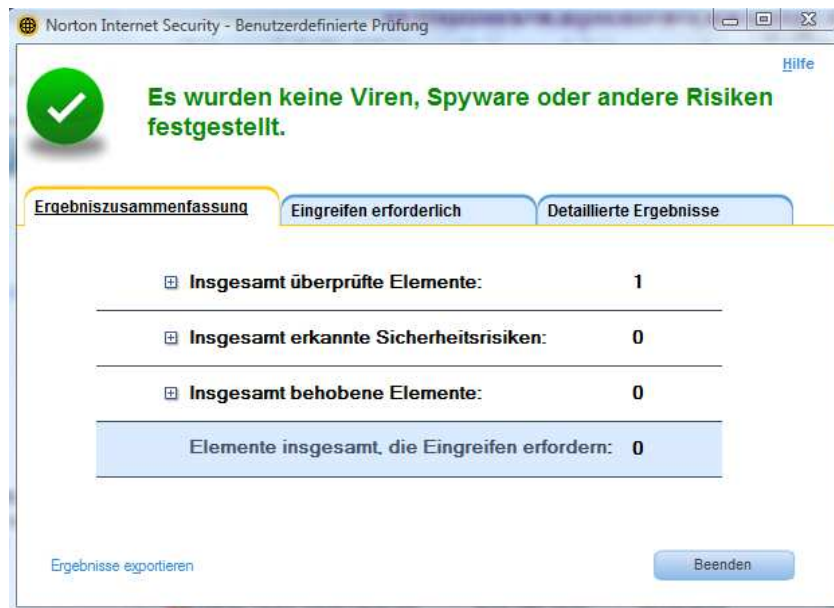 Norton Internet Security - Benutzerdefinierte Prüfung
Hilfe
Es wurden keine Viren, Spyware oder andere Risiken
festgestellt.
Ergebniszusammenfassung
Eingreifen erforderlich
Detaillierte Ergebnisse
Insgesamt überprüfte Elemente: 1
Insgesamt erkannte Sicherheitsrisiken: 0
Insgesamt behobene Elemente: 0
Elemente insgesamt, die Eingreifen erfordern: 0
Ergebnisse exportieren
Beenden